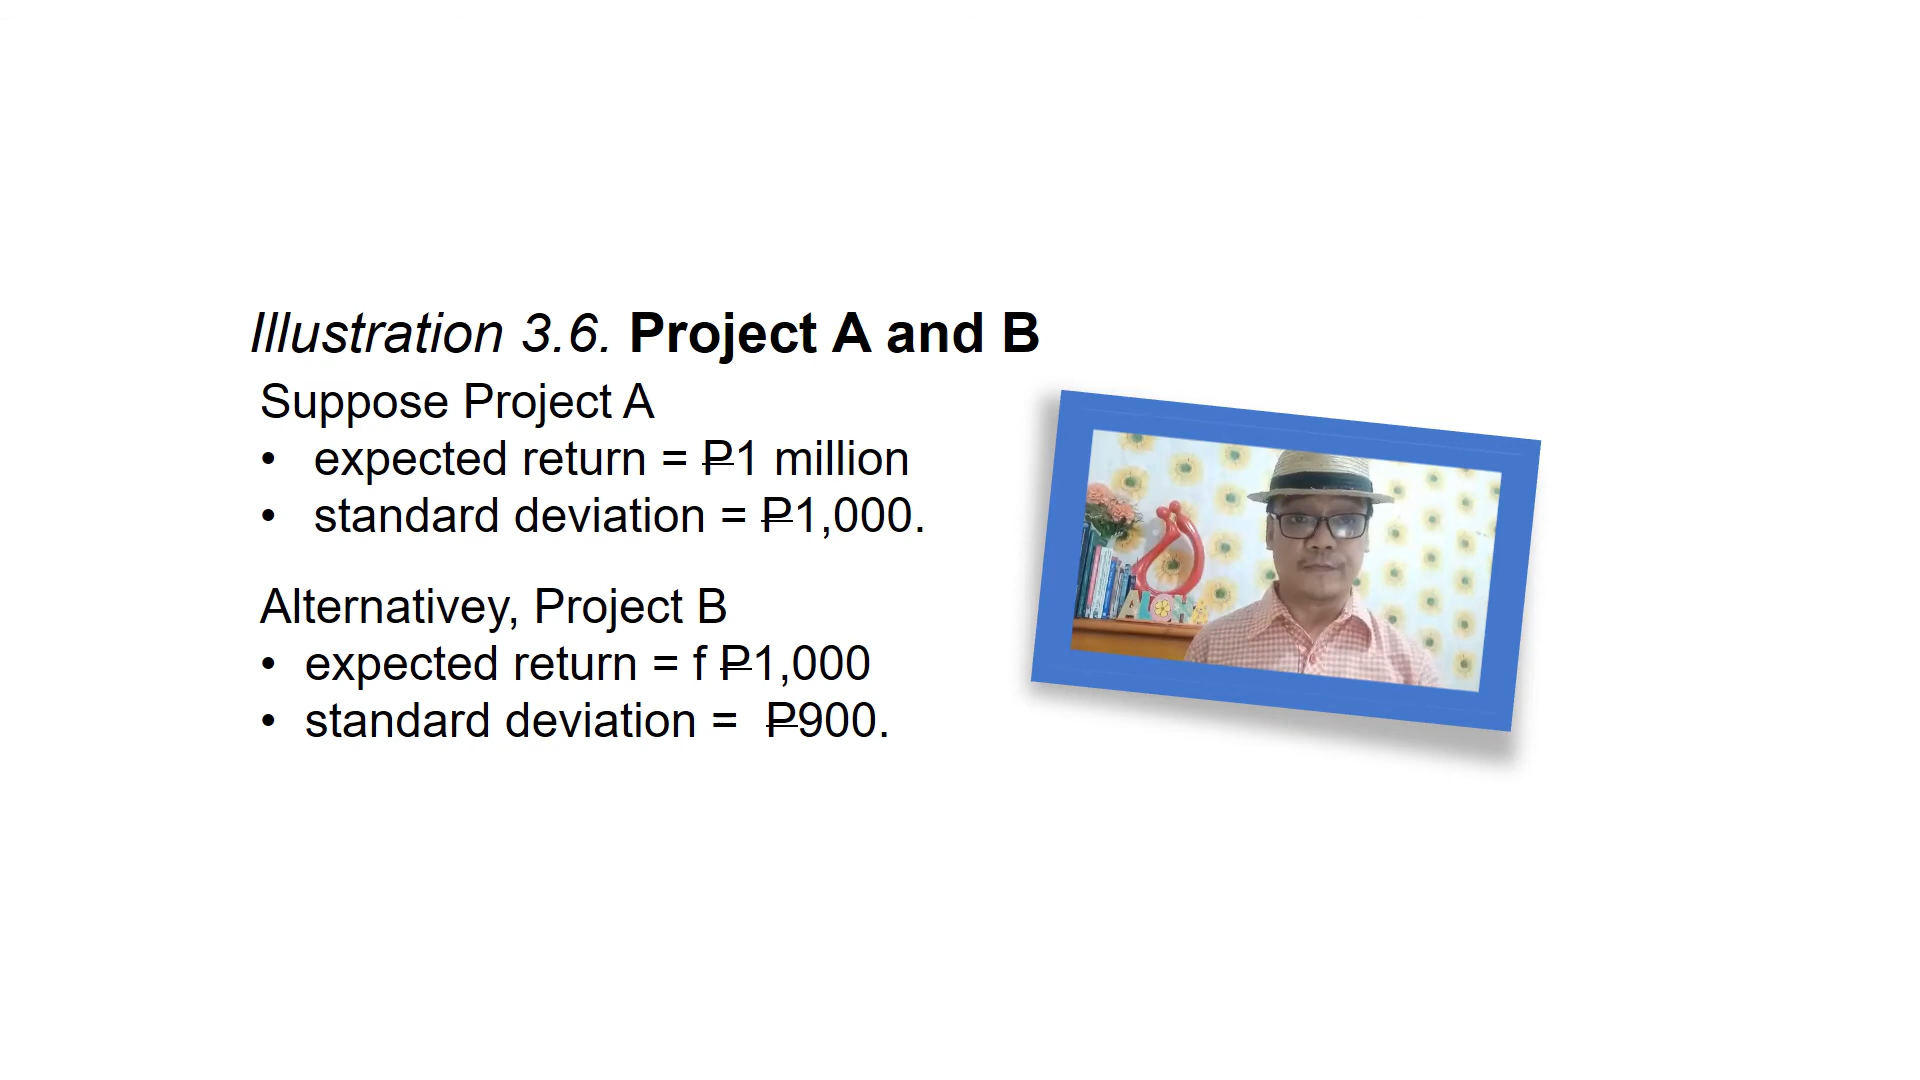 Illustration 3.6. Project A and B
Suppose Project A
• expected return = ₱1 million
• standard deviation = ₱1,000.
Alternativey, Project B
• expected return = f ₱1,000
• standard deviation = ₱900.
ALOHA